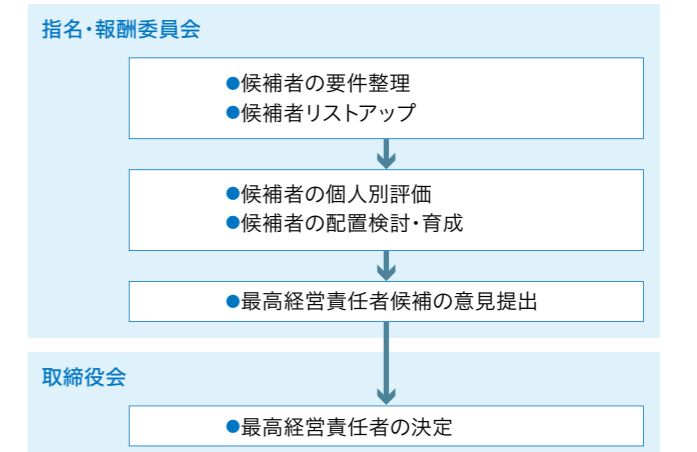 指名・報酬委員会
●候補者の要件整理
●候補者リストアップ
●候補者の個人別評価
●候補者の配置検討・育成
●最高経営責任者候補の意見提出
取締役会
●最高経営責任者の決定